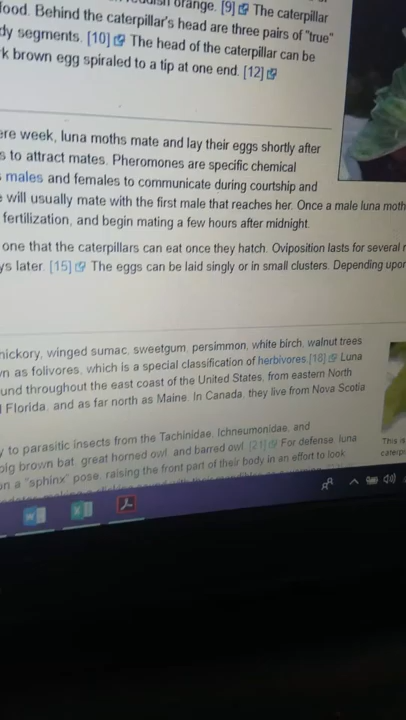 orange. [9] The caterpillar
food. Behind the caterpillar's head are three pairs of "true"
dy segments. [10] The head of the caterpillar can be
k brown egg spiraled to a tip at one end. [12]
ere week, luna moths mate and lay their eggs shortly after
s to attract mates. Pheromones are specific chemical
males and females to communicate during courtship and
e will usually mate with the first male that reaches her. Once a male luna moth
fertilization, and begin mating a few hours after midnight.
one that the caterpillars can eat once they hatch. Oviposition lasts for several
ys later. [15] The eggs can be laid singly or in small clusters. Depending upon
hickory, winged sumac, sweetgum, persimmon, white birch, walnut trees
n as folivores, which is a special classification of herbivores.[18] Luna
und throughout the east coast of the United States, from eastern North
Florida, and as far north as Maine. In Canada, they live from Nova Scotia
y to parasitic insects from the Tachinidae, Ichneumonidae, and
big brown bat, great horned owl, and barred owl. [21] For defense, luna
n a "sphinx" pose, raising the front part of their body in an effort to look
This is
caterpi